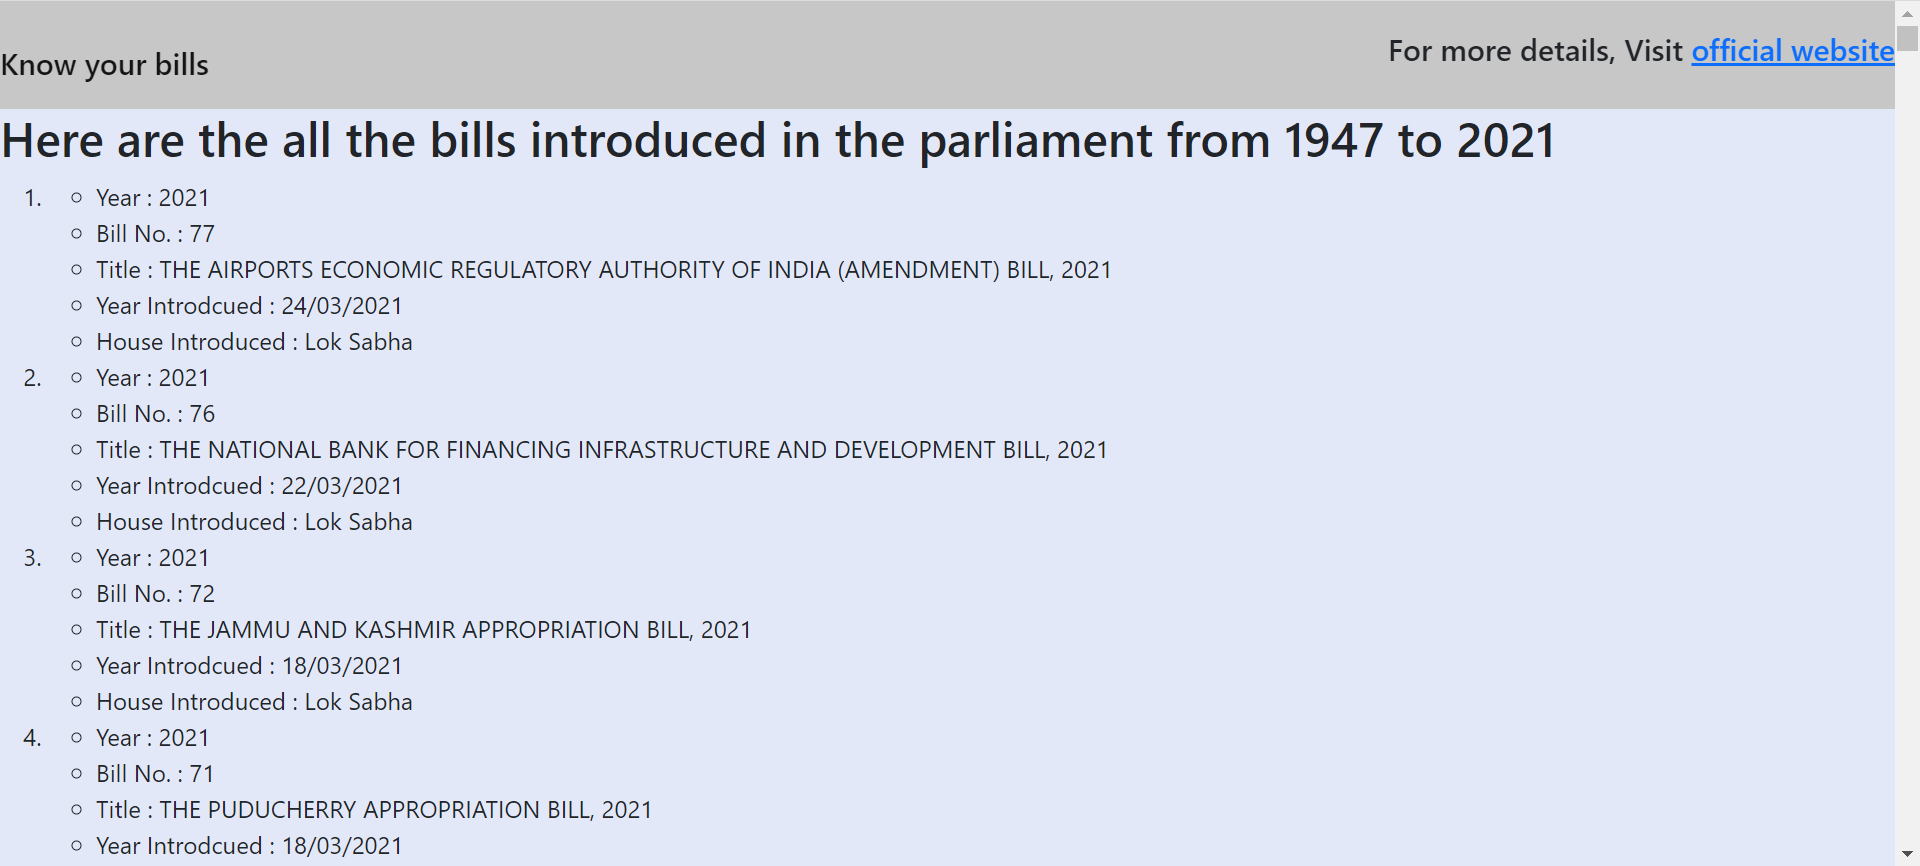 Know your bills
For more details, Visit official website
Here are the all the bills introduced in the parliament from 1947 to 2021
1.
Year : 2021
Bill No. : 77
Title : THE AIRPORTS ECONOMIC REGULATORY AUTHORITY OF INDIA (AMENDMENT) BILL, 2021
Year Introdcued : 24/03/2021
House Introduced : Lok Sabha
2.
Year : 2021
Bill No. : 76
Title : THE NATIONAL BANK FOR FINANCING INFRASTRUCTURE AND DEVELOPMENT BILL, 2021
Year Introdcued : 22/03/2021
House Introduced : Lok Sabha
3.
Year : 2021
Bill No. : 72
Title : THE JAMMU AND KASHMIR APPROPRIATION BILL, 2021
Year Introdcued : 18/03/2021
House Introduced : Lok Sabha
4.
Year : 2021
Bill No. : 71
Title : THE PUDUCHERRY APPROPRIATION BILL, 2021
Year Introdcued : 18/03/2021